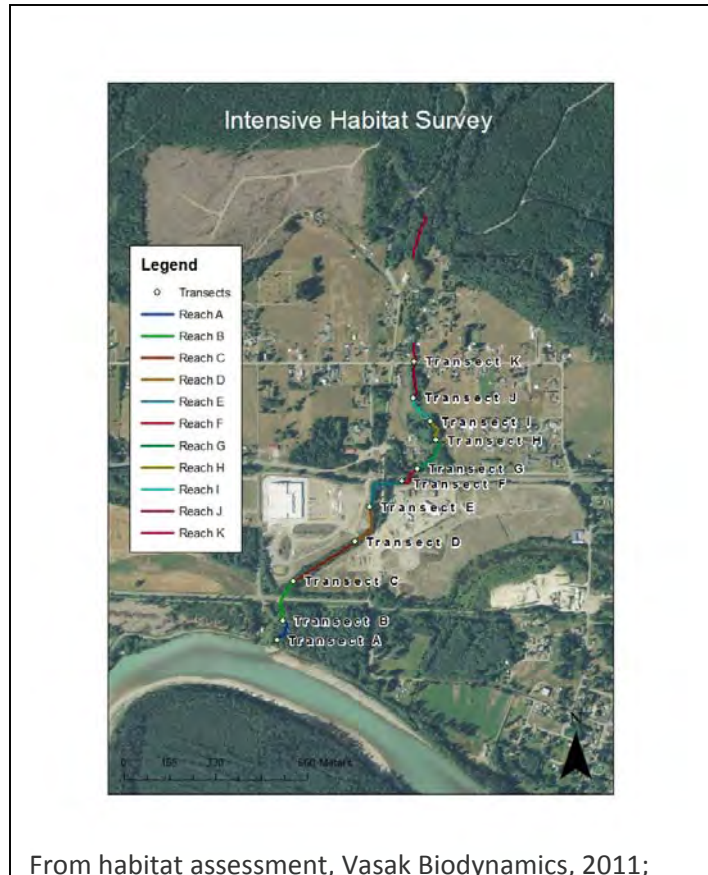 Intensive Habitat Survey
Legend
Transects
Reach A
Reach B
Reach C
Reach D
Reach E
Reach F
Reach G
Reach H
Reach I
Reach J
Reach K
Transect K
Transect J
Transect I
Transect H
Transect G
Transect F
Transect E
Transect D
Transect C
Transect B
Transect A
N
0 Meters
From habitat assessment, Vasak Biodynamics, 2011;